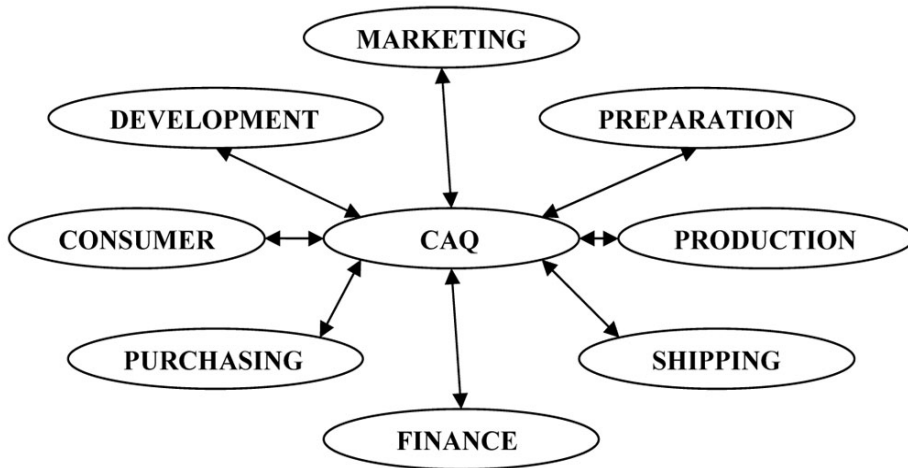 MARKETING
DEVELOPMENT
PREPARATION
CONSUMER
CAQ
PRODUCTION
PURCHASING
SHIPPING
FINANCE